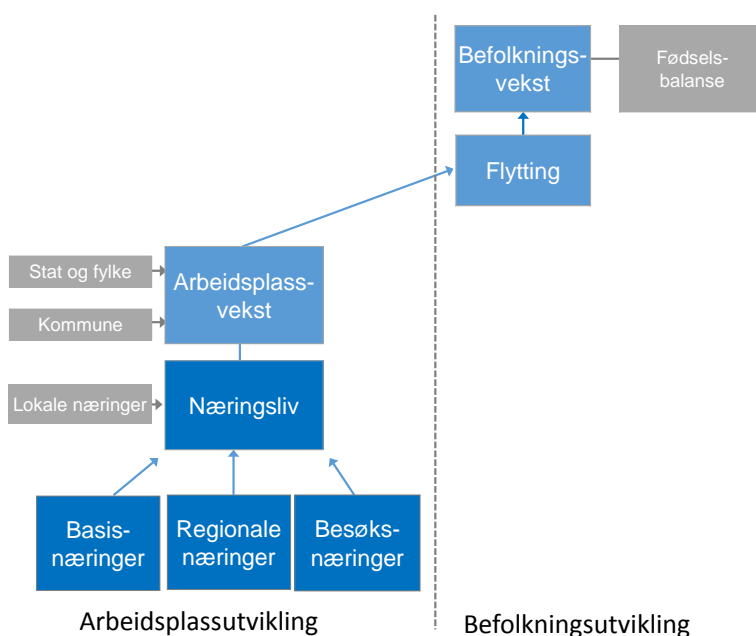 Befolknings-
vekst
Fødsels-
balanse
Flytting
Stat og fylke
Arbeidsplass-
vekst
Kommune
Lokale næringer
Næringsliv
Basis-
næringer
Regionale
næringer
Besøks-
næringer
Arbeidsplassutvikling
Befolkningsutvikling